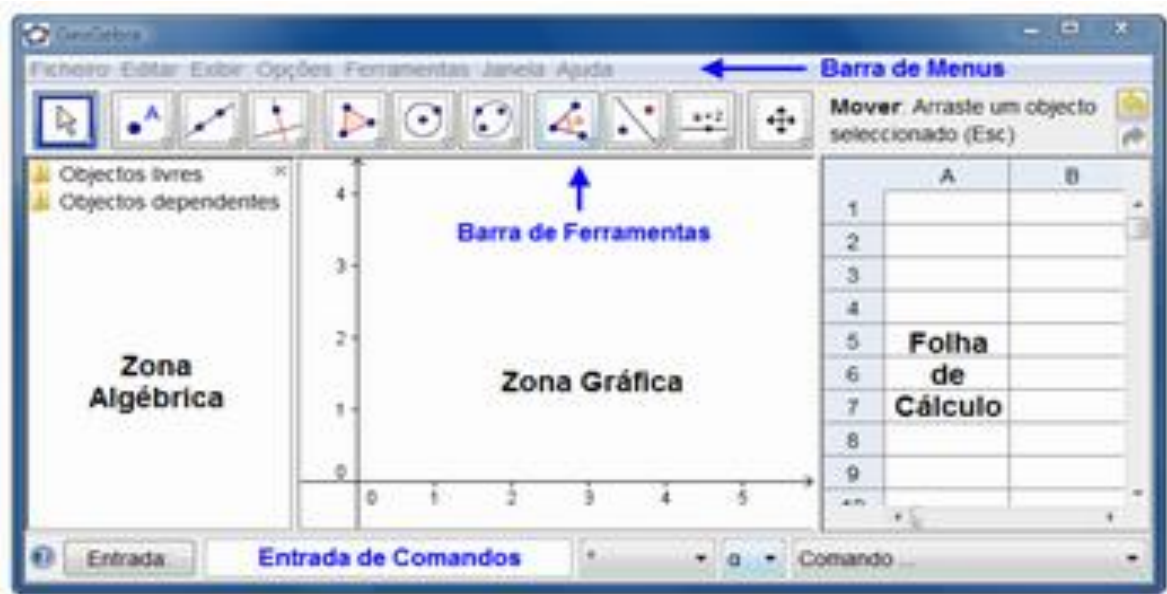 GeoGebra
Ficheiro Editar Exibir Opções Ferramentas Janela Ajuda
Barra de Menus
A
α
a=2
Mover: Arraste um objecto
seleccionado (Esc)
Objectos livres
Objectos dependentes
Zona
Algébrica
Barra de Ferramentas
4
3
2
1
0
0 1 2 3 4 5
Zona Gráfica
A B
1
2
3
4
5
6
7
8
9
10
Folha
de
Cálculo
Entrada
Entrada de Comandos
α
Comando ...